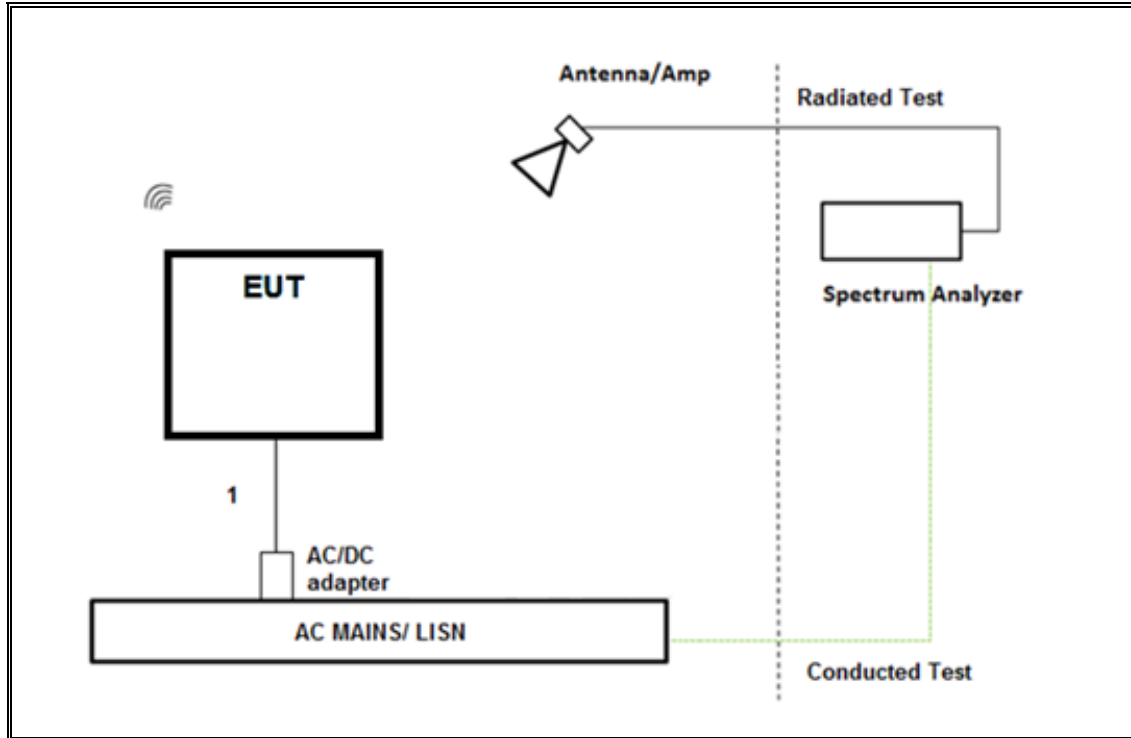 Antenna/Amp
Radiated Test
EUT
Spectrum Analyzer
1
AC/DC
adapter
AC MAINS/ LISN
Conducted Test